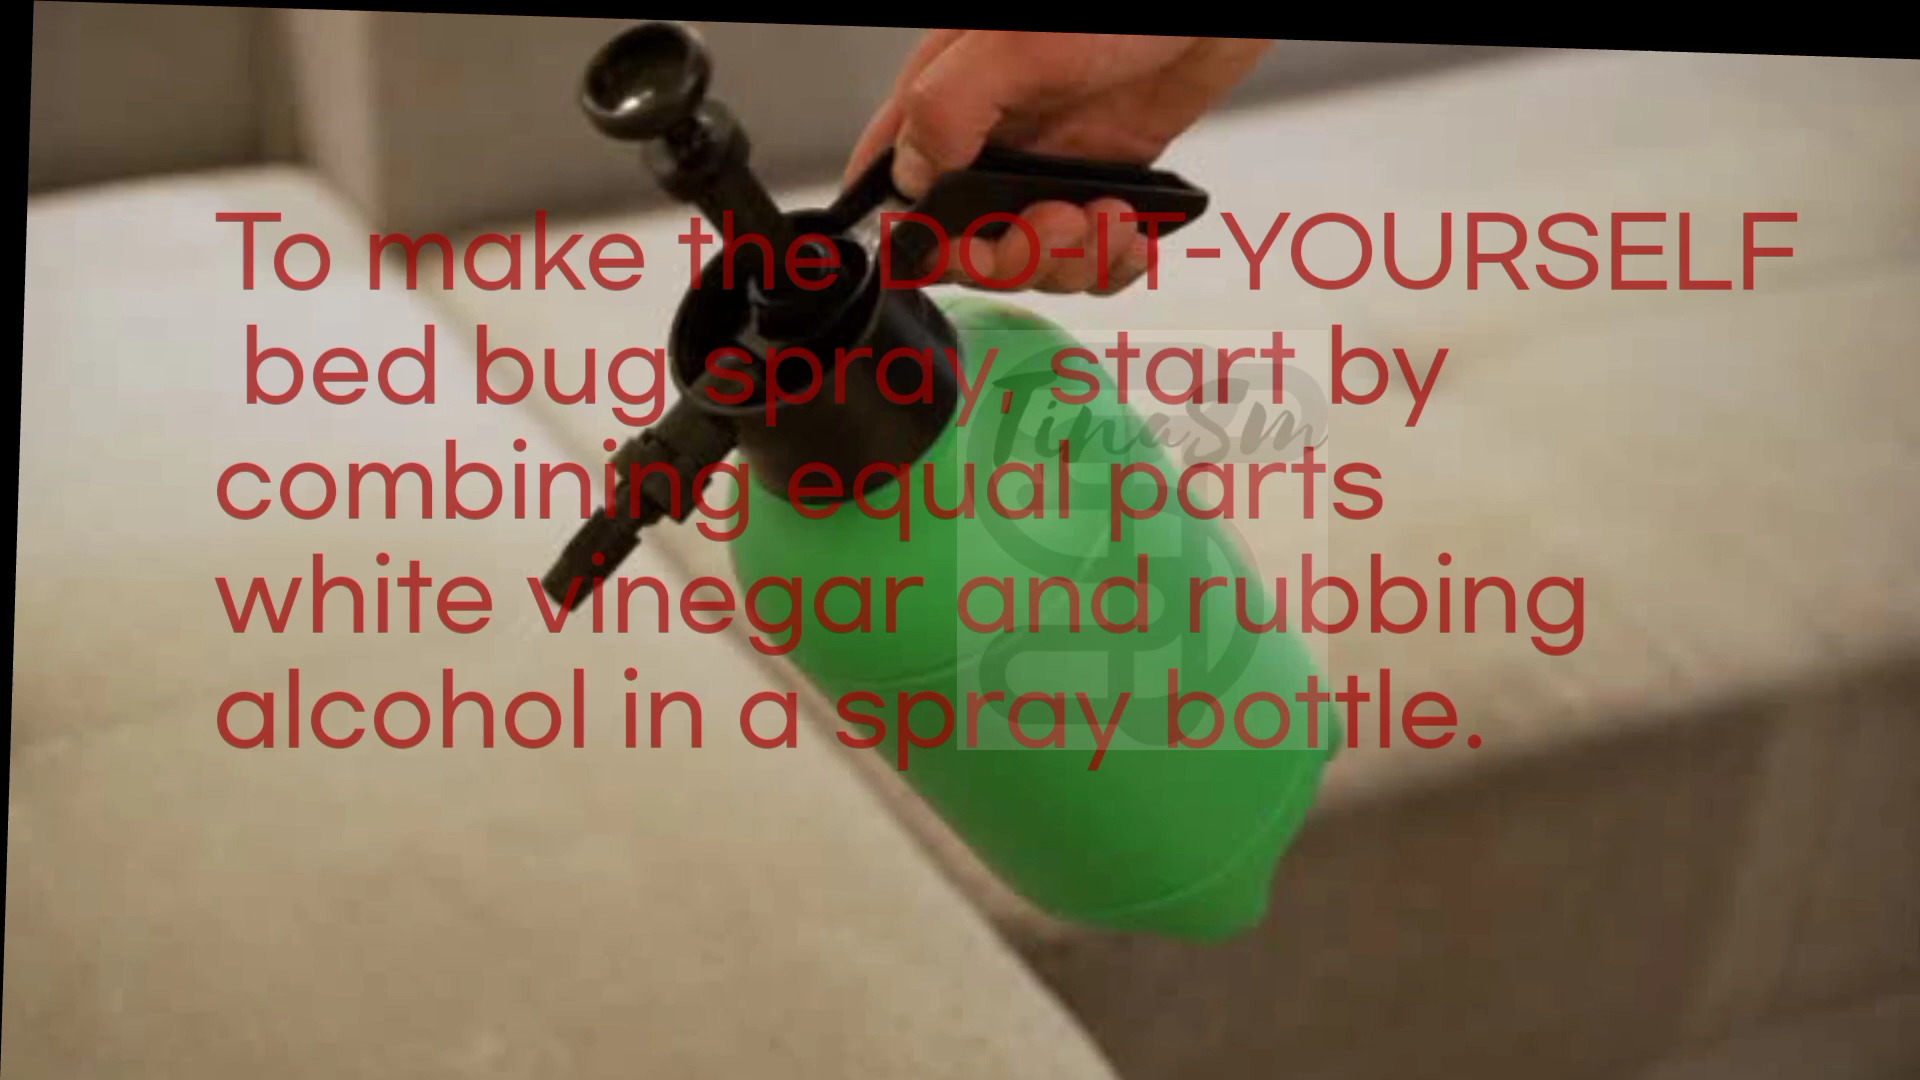 To make the DO-IT-YOURSELF
bed bug spray, start by
combining equal parts
white vinegar and rubbing
alcohol in a spray bottle.
TinaSm